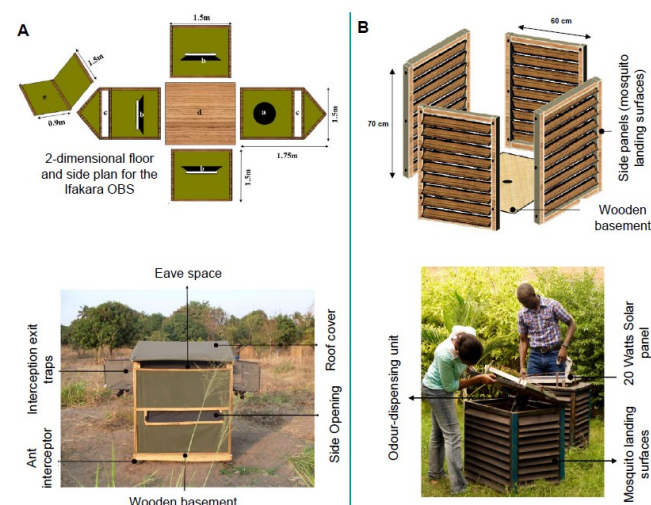 A
1.5m
1.5m
b
e
0.9m
c
b
d
a
c
1.5m
b
1.75m
1.5m
2-dimensional floor
and side plan for the
Ifakara OBS
Eave space
Interception exit
traps
Roof cover
Side Opening
Ant
interceptor
Wooden basement
B
60 cm
70 cm
Side panels (mosquito
landing surfaces)
Wooden
basement
Odour-dispensing unit
20 Watts Solar
panel
Mosquito landing
surfaces